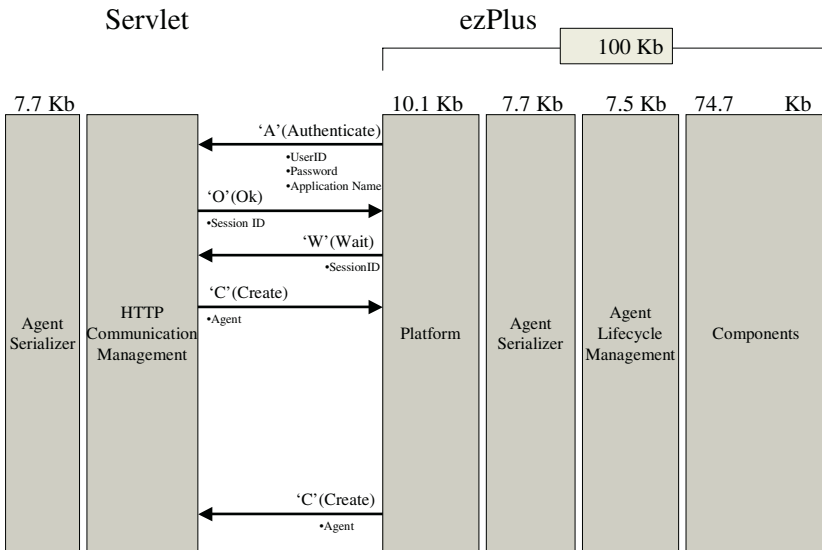 Servlet
ezPlus
100 Kb
7.7 Kb
10.1 Kb
7.7 Kb
7.5 Kb
74.7 Kb
‘A’(Authenticate)
•UserID
•Password
•Application Name
‘O’(Ok)
•Session ID
‘W’(Wait)
•SessionID
‘C’(Create)
•Agent
Agent
Serializer
HTTP
Communication
Management
Platform
Agent
Serializer
Agent
Lifecycle
Management
Components
‘C’(Create)
•Agent